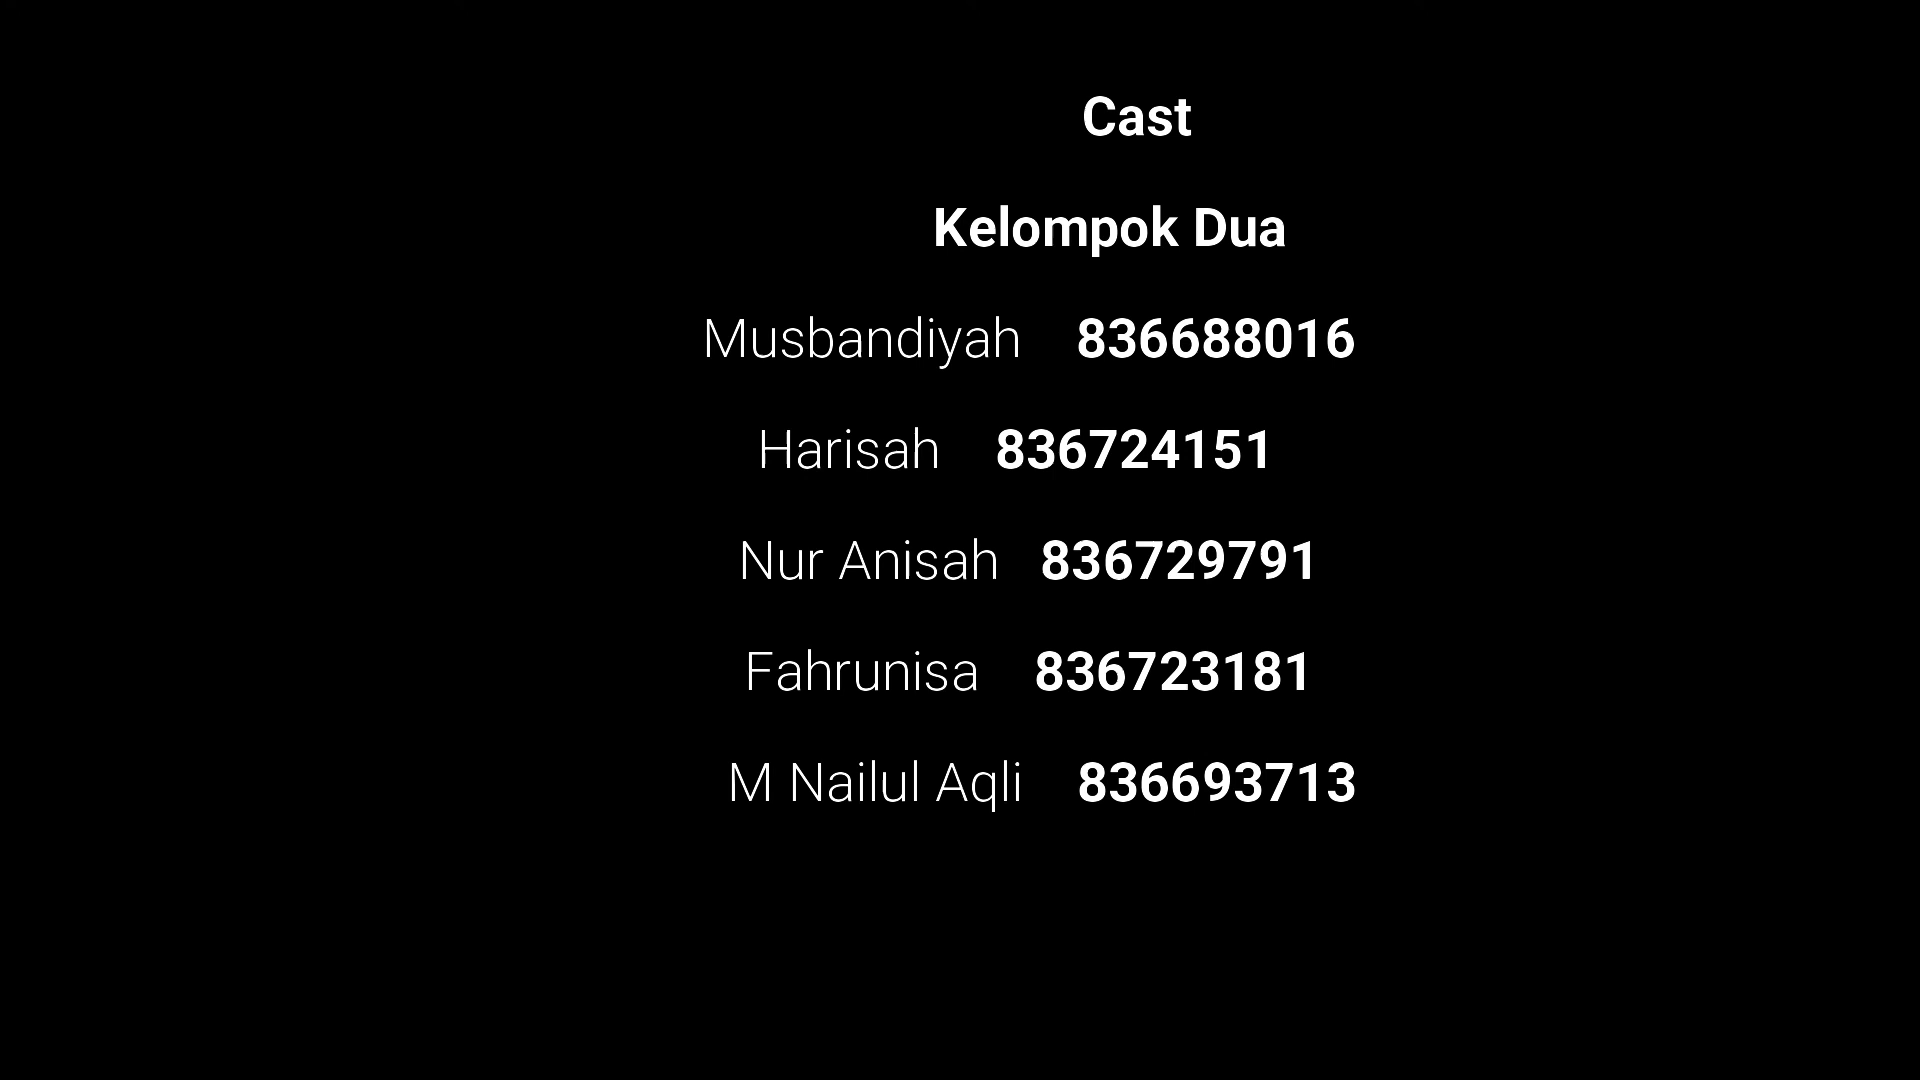 Cast
Kelompok Dua
Musbandiyah 836688016
Harisah 836724151
Nur Anisah 836729791
Fahrunisa 836723181
M Nailul Aqli 836693713